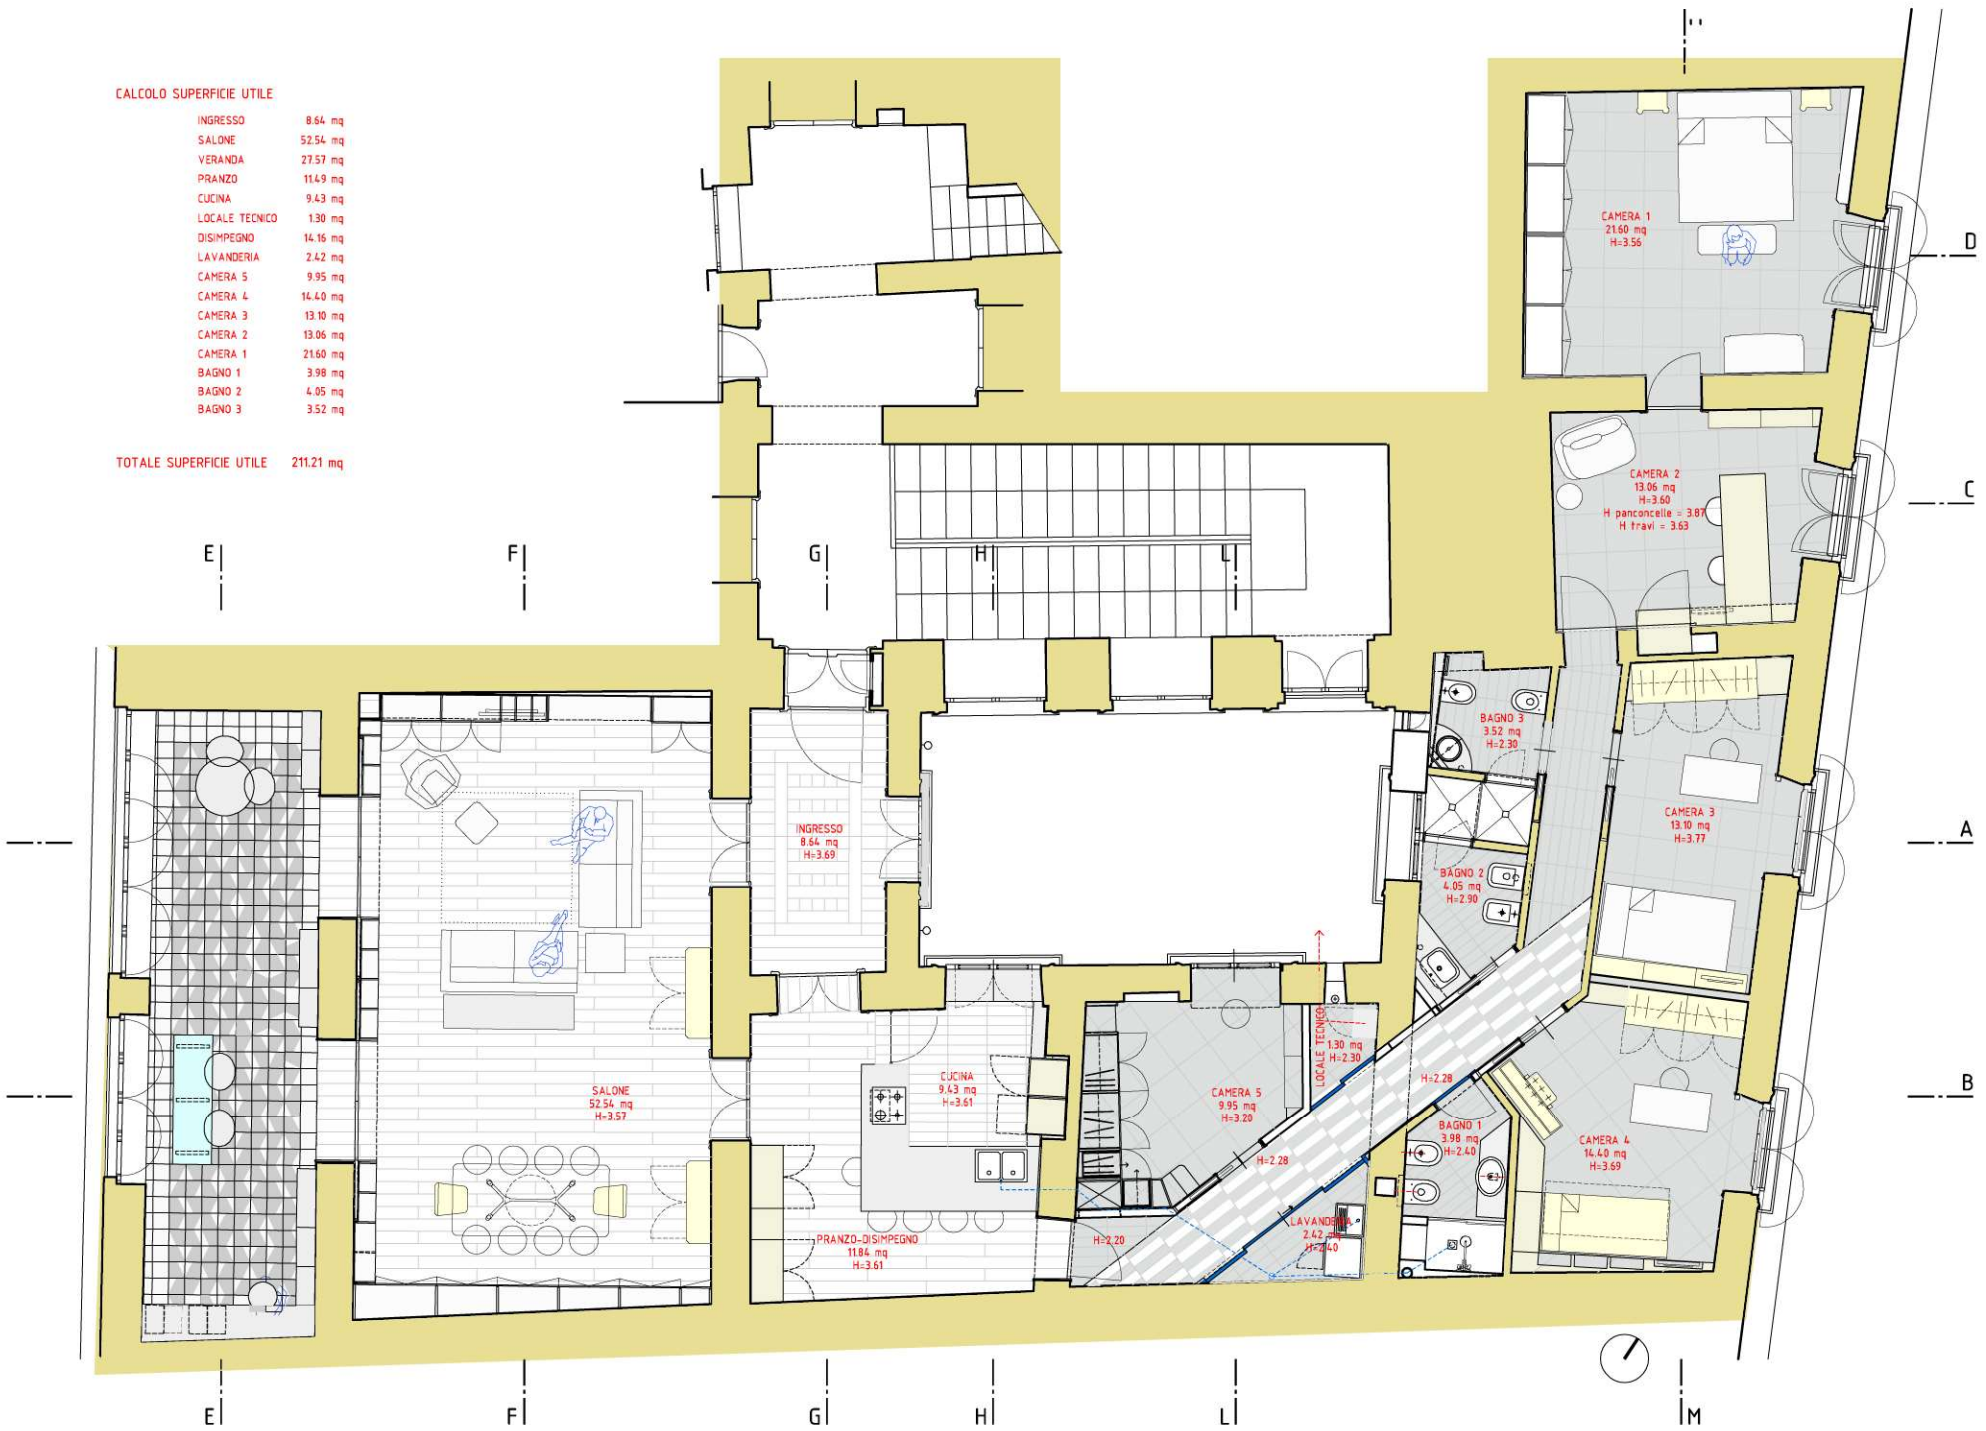 CALCOLO SUPERFICIE UTILE
INGRESSO 8.64 mq
SALONE 52.54 mq
VERANDA 27.57 mq
PRANZO 11.49 mq
CUCINA 9.43 mq
LOCALE TECNICO 1.30 mq
DISIMPEGNO 14.16 mq
LAVANDERIA 2.42 mq
CAMERA 5 9.95 mq
CAMERA 4 14.40 mq
CAMERA 3 13.10 mq
CAMERA 2 13.06 mq
CAMERA 1 21.60 mq
BAGNO 1 3.98 mq
BAGNO 2 4.05 mq
BAGNO 3 3.52 mq
TOTALE SUPERFICIE UTILE 211.21 mq
CAMERA 1
21.60 mq
H=3.56
D
CAMERA 2
13.06 mq
H=3.60
H panconcelle = 3.87
H travi = 3.63
C
E
F
G
H
L
BAGNO 3
3.52 mq
H=2.30
CAMERA 3
13.10 mq
H=3.77
A
INGRESSO
8.64 mq
H=3.69
BAGNO 2
4.05 mq
H=2.90
SALONE
52.54 mq
H=3.57
CUCINA
9.43 mq
H=3.61
CAMERA 5
9.95 mq
H=3.20
LOCALE TECNICO
1.30 mq
H=2.30
H=2.28
B
BAGNO 1
3.98 mq
H=2.40
CAMERA 4
14.40 mq
H=3.69
H=2.28
PRANZO-DISIMPEGNO
11.84 mq
H=3.61
H=2.20
LAVANDERIA
2.42 mq
H=2.40
E
F
G
H
L
M